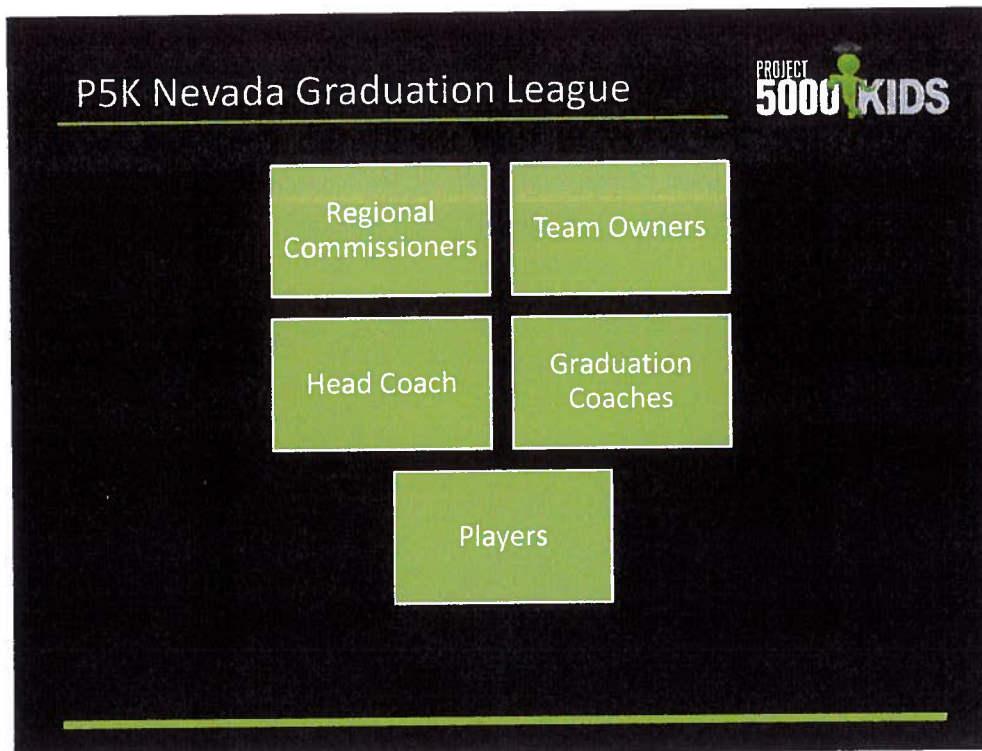 P5K Nevada Graduation League
PROJECT
5000 KIDS
Regional
Commissioners
Team Owners
Head Coach
Graduation
Coaches
Players